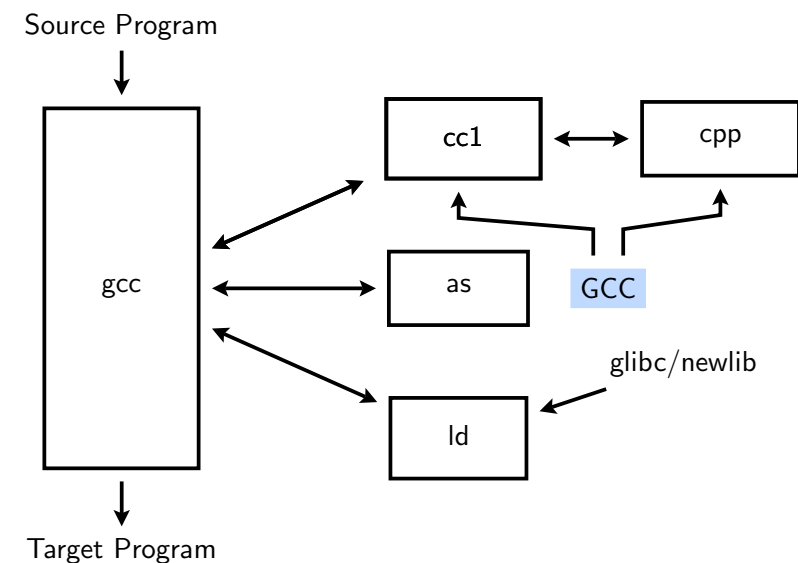 Source Program
cc1
cpp
gcc
as
GCC
glibc/newlib
ld
Target Program